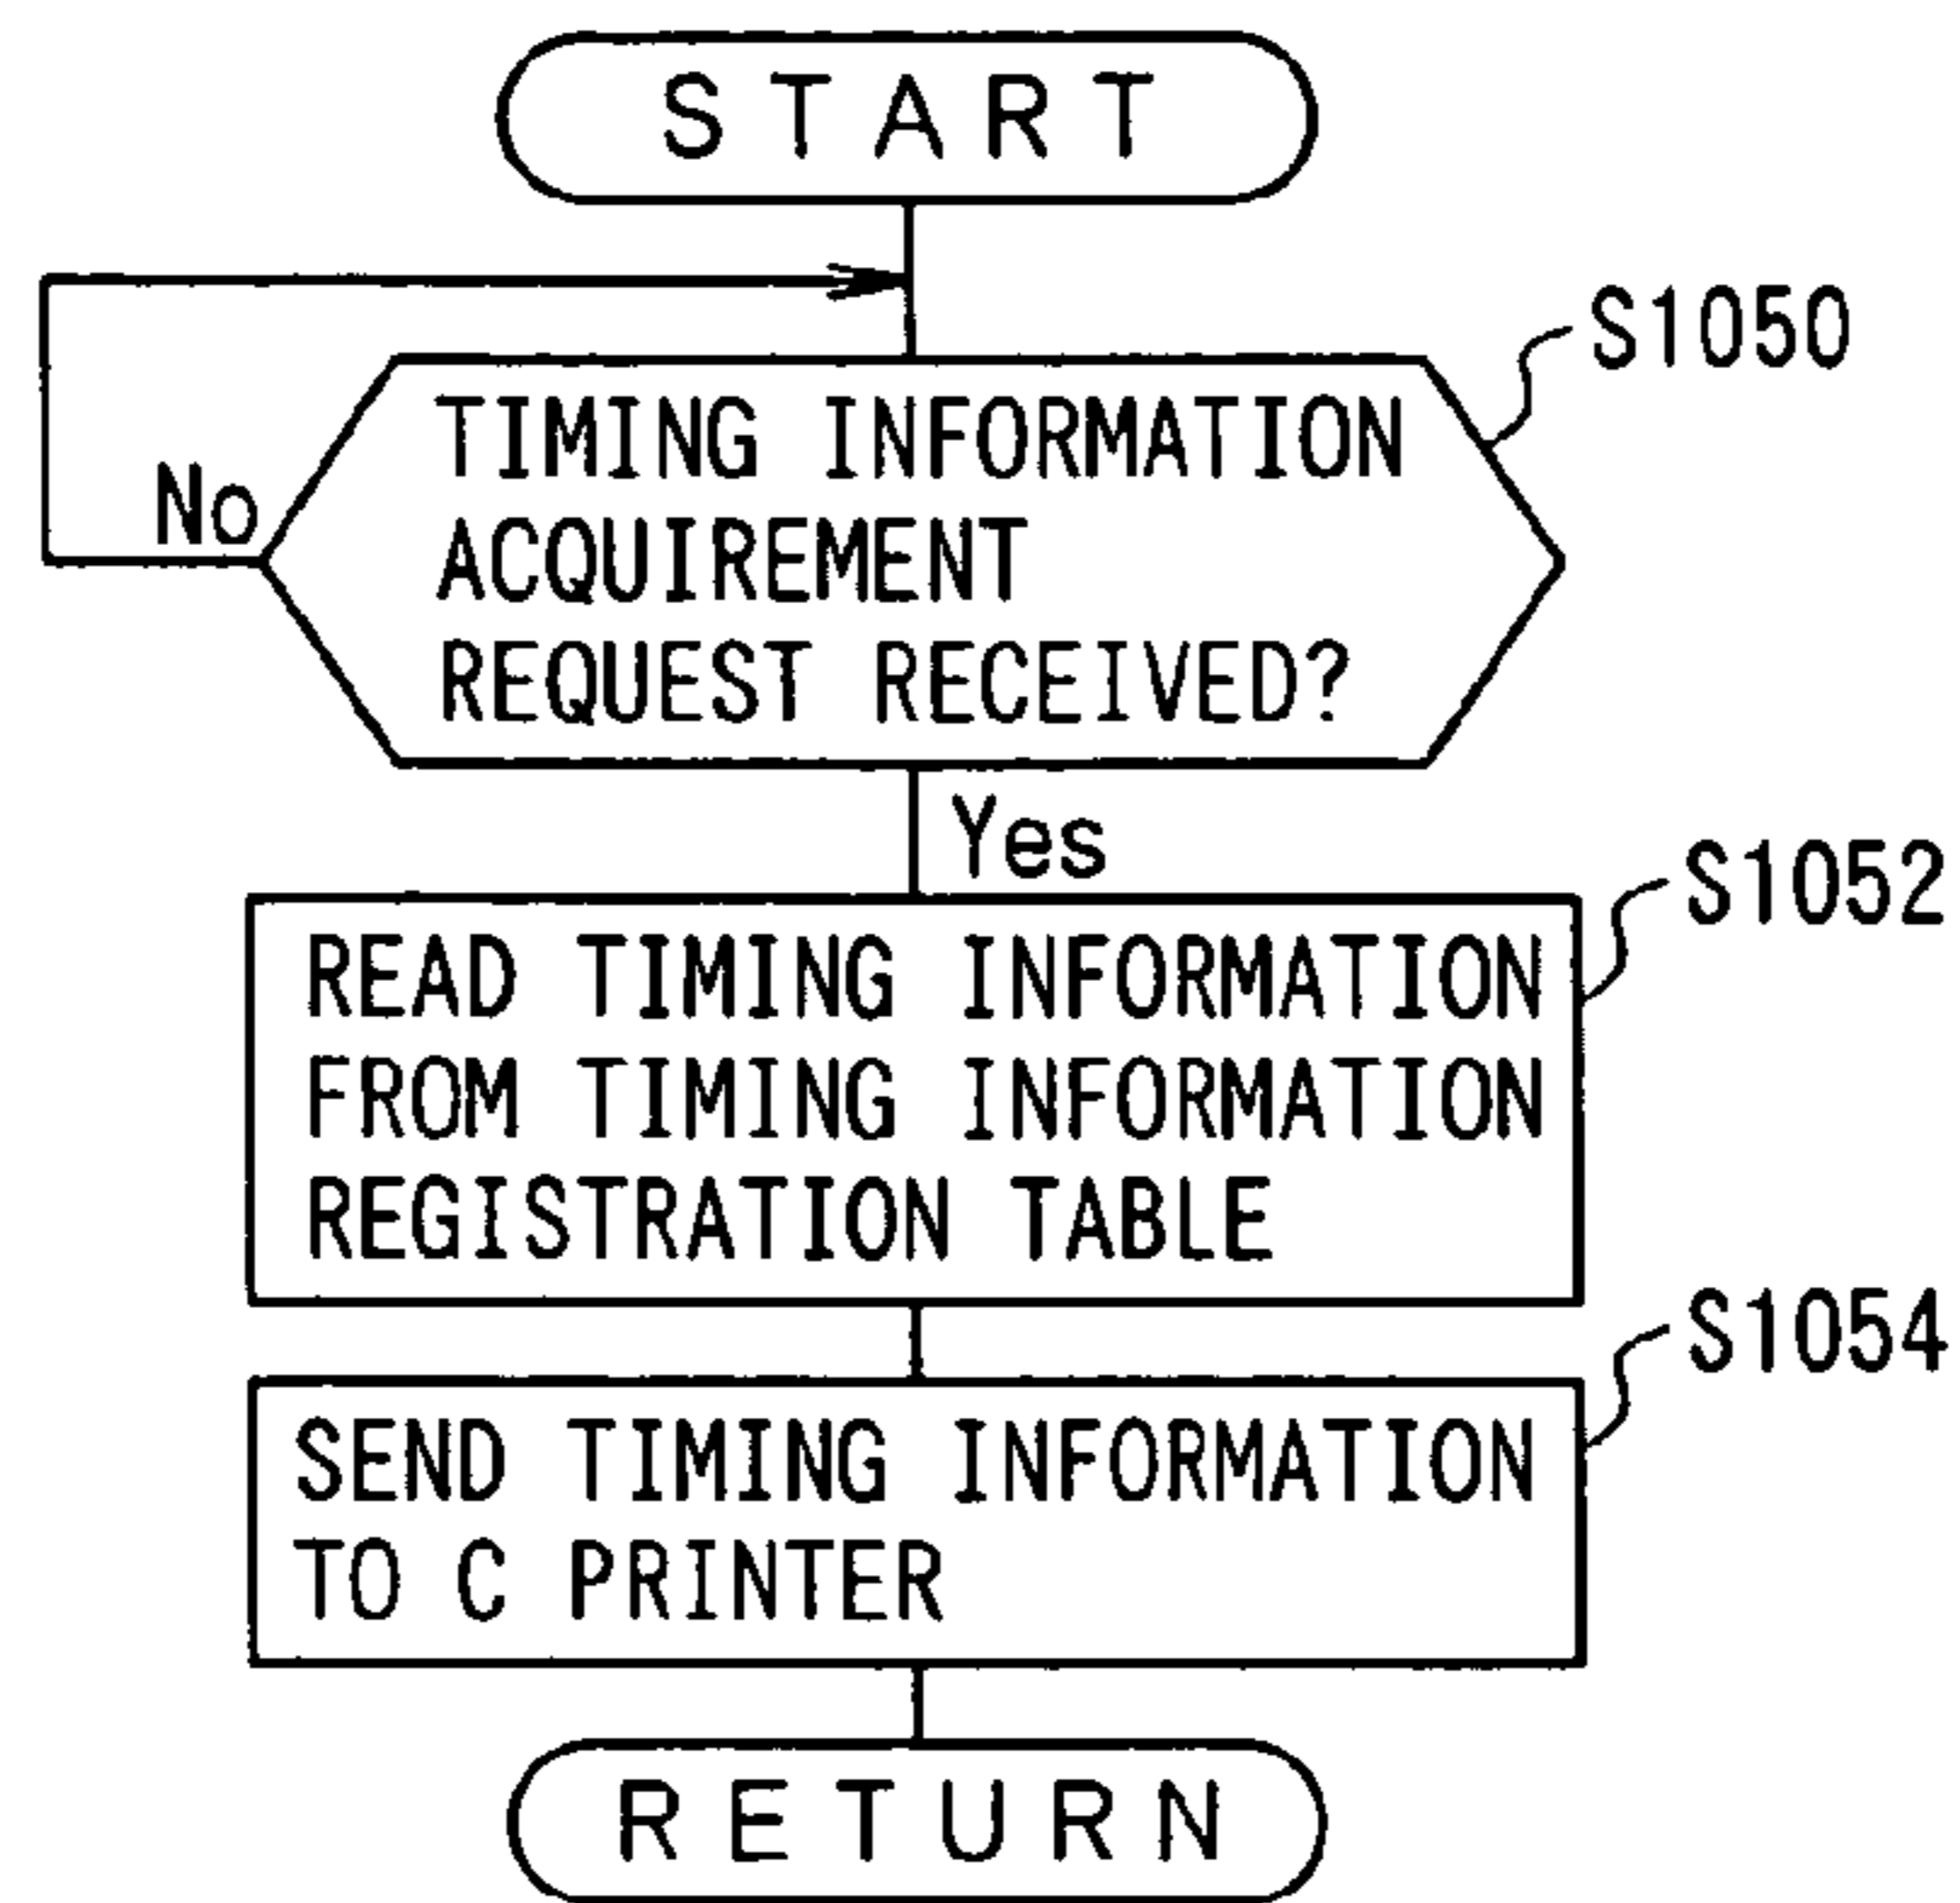 START
S1050
TIMING INFORMATION
ACQUIREMENT
REQUEST RECEIVED?
No
Yes
S1052
READ TIMING INFORMATION
FROM TIMING INFORMATION
REGISTRATION TABLE
S1054
SEND TIMING INFORMATION
TO C PRINTER
RETURN